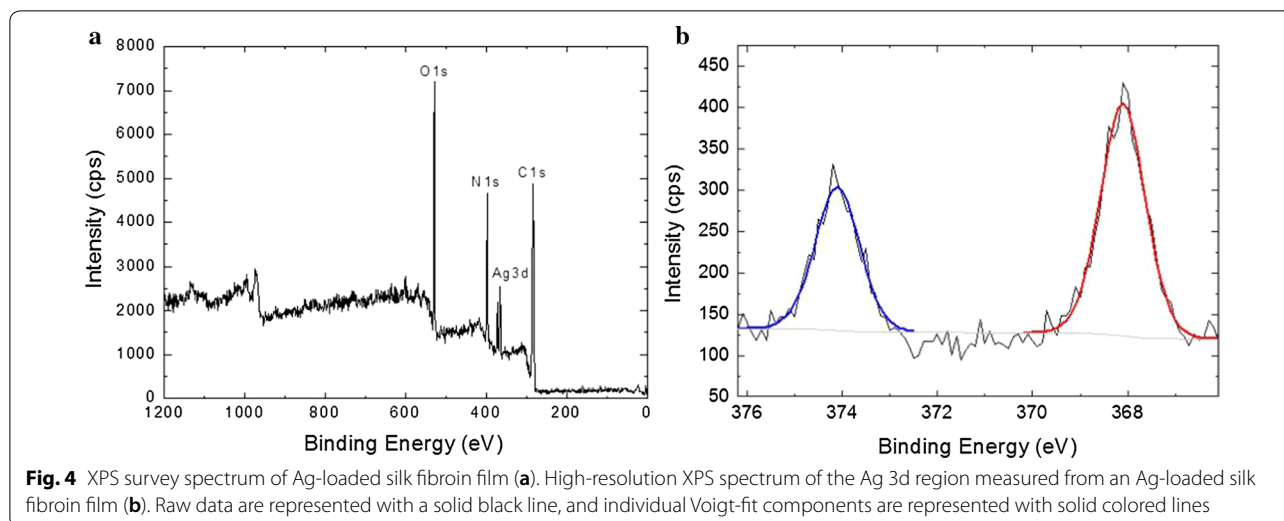 a
8000
7000
6000
5000
4000
3000
2000
1000
0
Intensity (cps)
O1s
N 1s
C1s
Ag3d
1200 1000 800 600 400 200 0
Binding Energy (eV)
b
450
400
350
300
250
200
150
100
50
Intensity (cps)
376 374 372 370 368
Binding Energy (eV)
Fig. 4 XPS survey spectrum of Ag-loaded silk fibroin film (a). High-resolution XPS spectrum of the Ag 3d region measured from an Ag-loaded silk
fibroin film (b). Raw data are represented with a solid black line, and individual Voigt-fit components are represented with solid colored lines